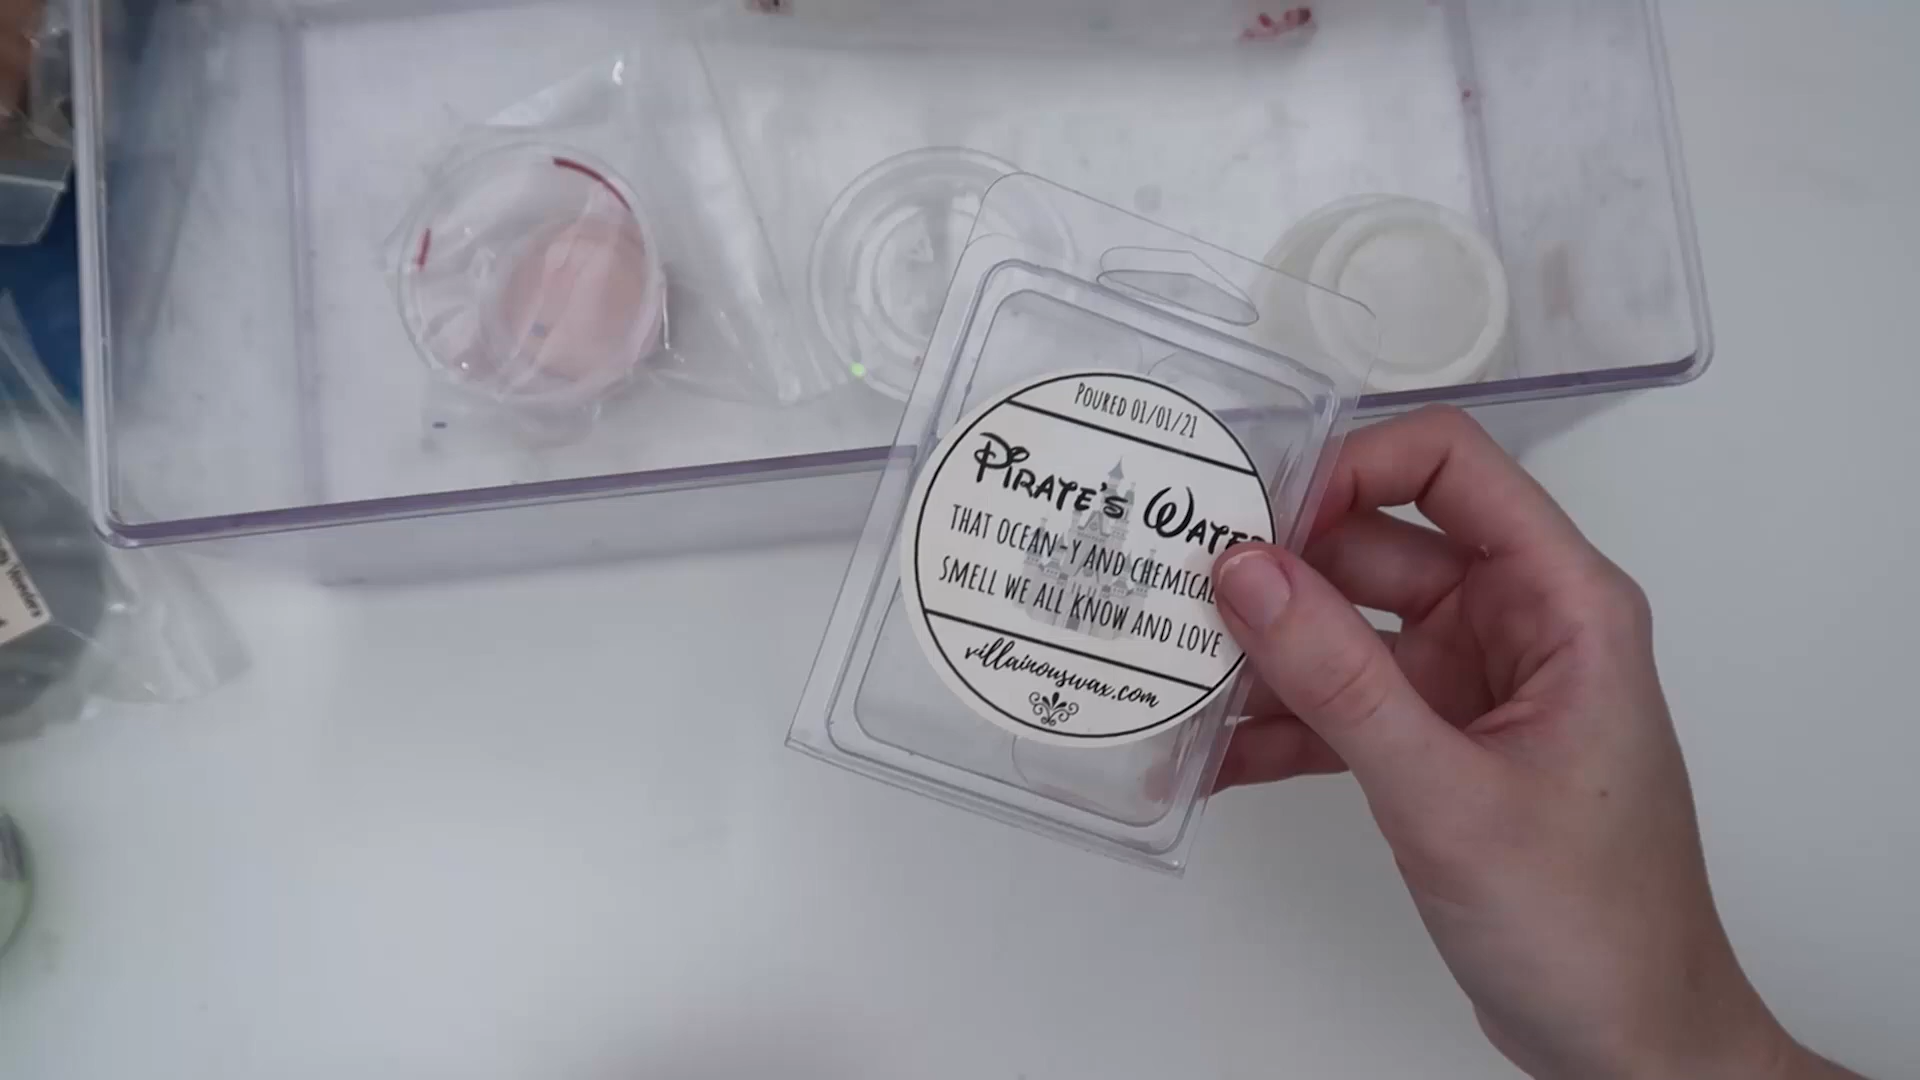 POURED 01/01/21
PIRATE'S WATER
THAT OCEAN-Y AND CHEMICAL
SMELL WE ALL KNOW AND LOVE
villainouswax.com